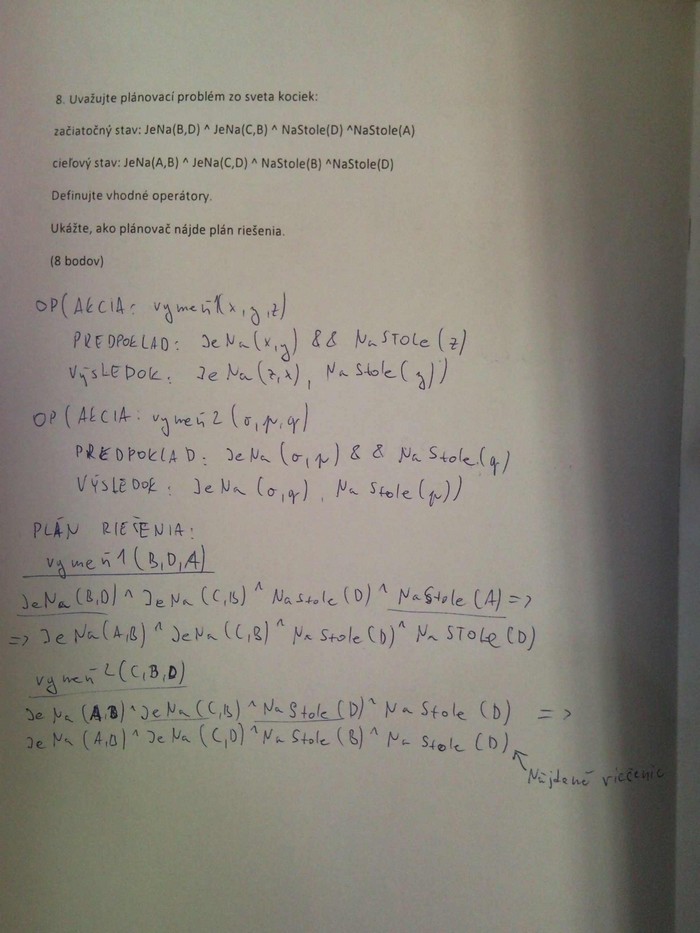 8. Uvažujte plánovací problém zo sveta kociek:
začiatočný stav: JeNa(B,D) ^ JeNa(C,B) ^ NaStole(D) ^NaStole(A)
cieľový stav: JeNa(A,B) ^ JeNa(C,D) ^ NaStole(B) ^NaStole(D)
Definujte vhodné operátory.
Ukážte, ako plánovač nájde plán riešenia.
(8 bodov)
OP(AKCIA: vymeň1(x,y,z)
PREDPOKLAD: JeNa(x,y) && NaSTOLe(z)
VÝSLEDOK: JeNa(z,x), NaStole(y))
OP(AKCIA: vymeň2(o,p,q)
PREDPOKLAD: JeNa(o,p) && NaStole(q)
VÝSLEDOK: JeNa(o,q), NaStole(p))
PLÁN RIEŠENIA:
vymeň1(B,D,A)
JeNa(B,D) ^ JeNa(C,B) ^ NaStole(D) ^ NaStole(A) =>
=> JeNa(A,B) ^ JeNa(C,B) ^ NaStole(D) ^ NaSTOLe(D)
vymeň2(C,B,D)
JeNa(A,B) ^ JeNa(C,B) ^ NaStole(D) ^ NaStole(D) =>
JeNa(A,B) ^ JeNa(C,D) ^ NaStole(B) ^ NaStole(D)
Nájdené riešenie